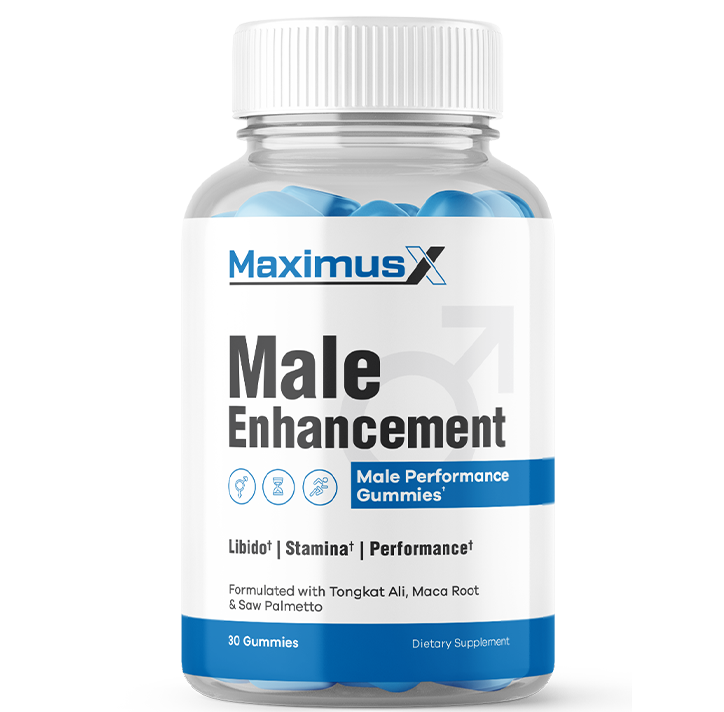 MaximusX
Male
Enhancement
Male Performance
Gummies†
Libido† | Stamina† | Performance†
Formulated with Tongkat Ali, Maca Root
& Saw Palmetto
30 Gummies
Dietary Supplement